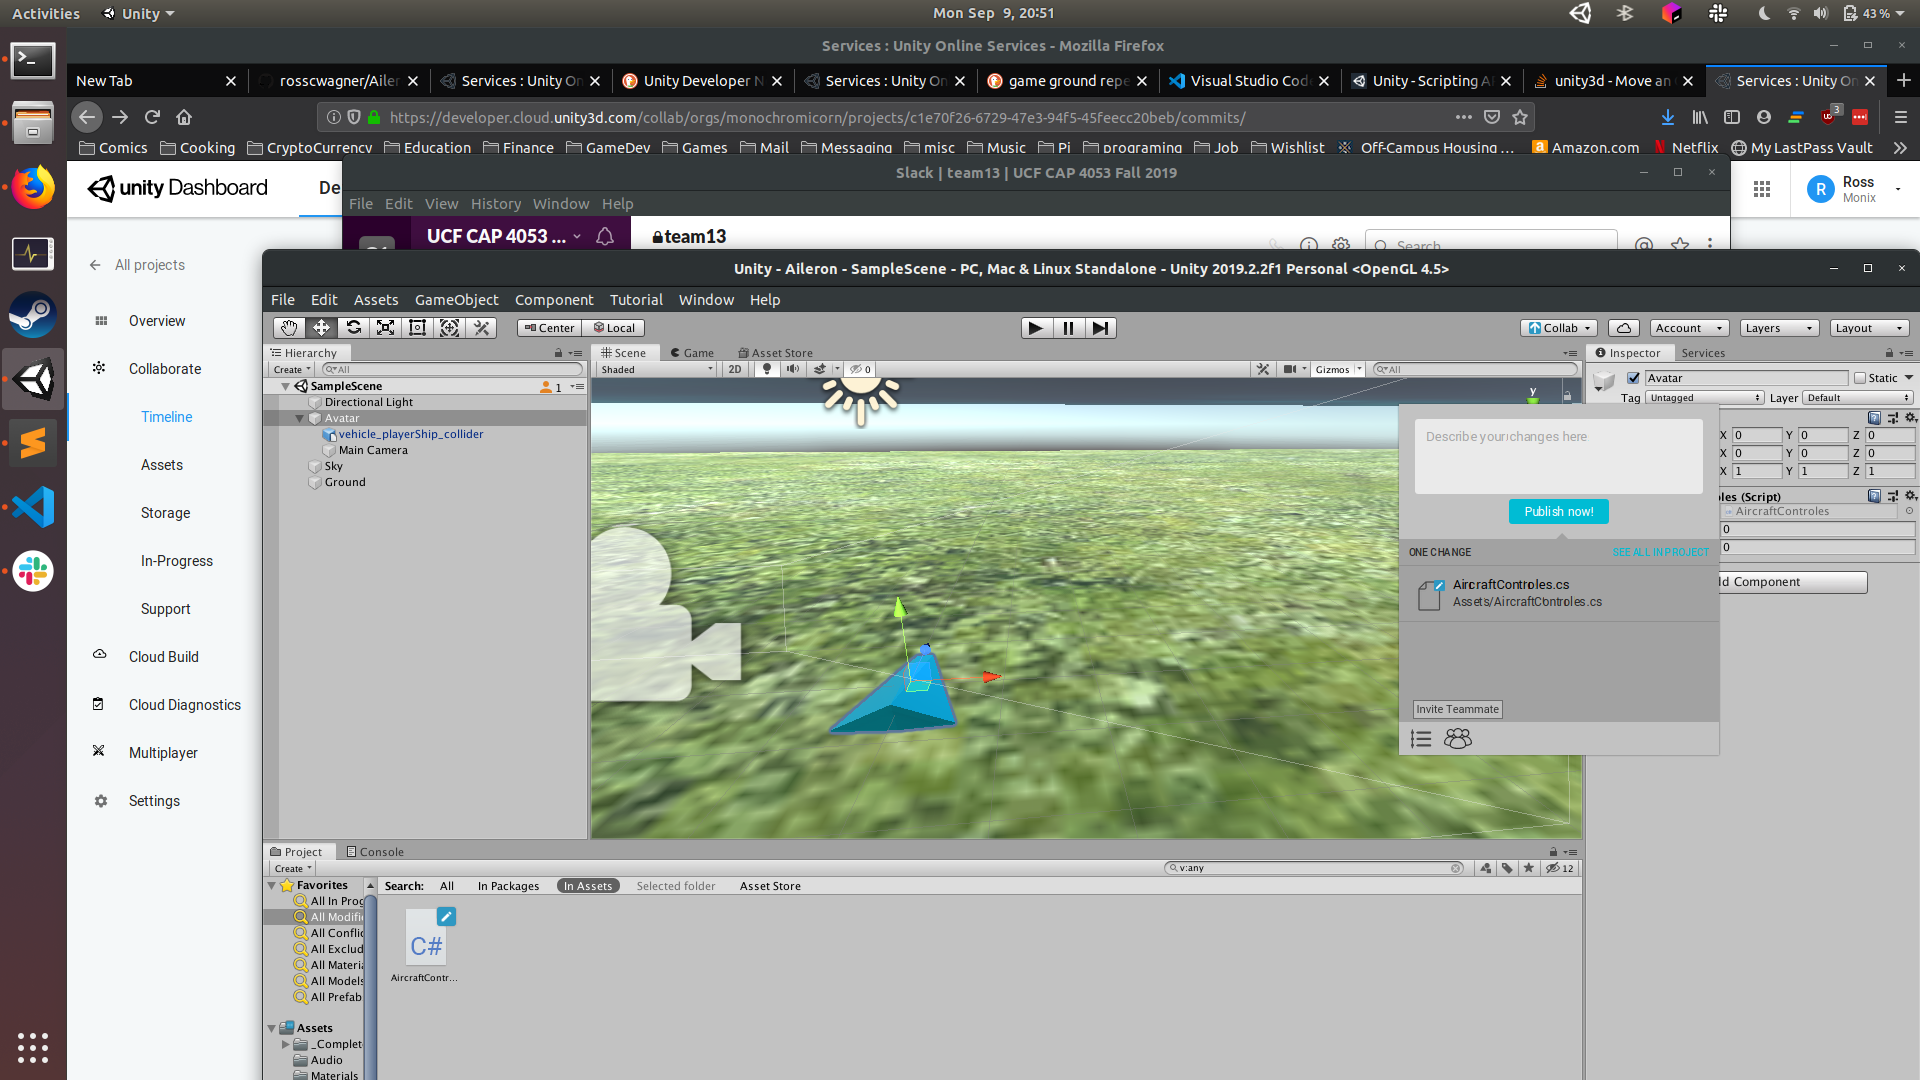 Activities
Unity
Mon Sep 9, 20:51
43 %
Services : Unity Online Services - Mozilla Firefox
New Tab
rosscwagner/Ailer
Services : Unity On
Unity Developer N
Services : Unity On
game ground repe
Visual Studio Code
Unity - Scripting A
unity3d - Move an
Services : Unity On
https://developer.cloud.unity3d.com/collab/orgs/monochromicorn/projects/c1e70f26-6729-47e3-94f5-45feecc20beb/commits/
3
Comics
Cooking
CryptoCurrency
Education
Finance
GameDev
Games
Mail
Messaging
misc
Music
Pi
programing
Job
Wishlist
Off-Campus Housing ...
Amazon.com
Netflix
My LastPass Vault
unity Dashboard
De
R
Ross
Monix
Slack | team13 | UCF CAP 4053 Fall 2019
File Edit View History Window Help
UCF CAP 4053 ...
team13
Search
All projects
Overview
Collaborate
Timeline
Assets
Storage
In-Progress
Support
Cloud Build
Cloud Diagnostics
Multiplayer
Settings
Unity - Aileron - SampleScene - PC, Mac & Linux Standalone - Unity 2019.2.2f1 Personal <OpenGL 4.5>
File Edit Assets GameObject Component Tutorial Window Help
Center
Local
Collab
Account
Layers
Layout
Hierarchy
Create
All
SampleScene
1
Directional Light
Avatar
vehicle_playerShip_collider
Main Camera
Sky
Ground
Scene
Game
Asset Store
Shaded
2D
0
Gizmos
All
y
Inspector
Services
Avatar
Static
Tag Untagged
Layer Default
X 0 Y 0 Z 0
X 0 Y 0 Z 0
X 1 Y 1 Z 1
les (Script)
AircraftControles
0
0
d Component
Describe your changes here
Publish now!
ONE CHANGE
SEE ALL IN PROJECT
AircraftControles.cs
Assets/AircraftControles.cs
Invite Teammate
Project
Console
Create
v:any
12
Favorites
All In Prog
All Modifi
All Conflic
All Exclud
All Materia
All Models
All Prefab
Assets
_Complet
Audio
Materials
Search:
All
In Packages
In Assets
Selected folder
Asset Store
C#
AircraftContr...